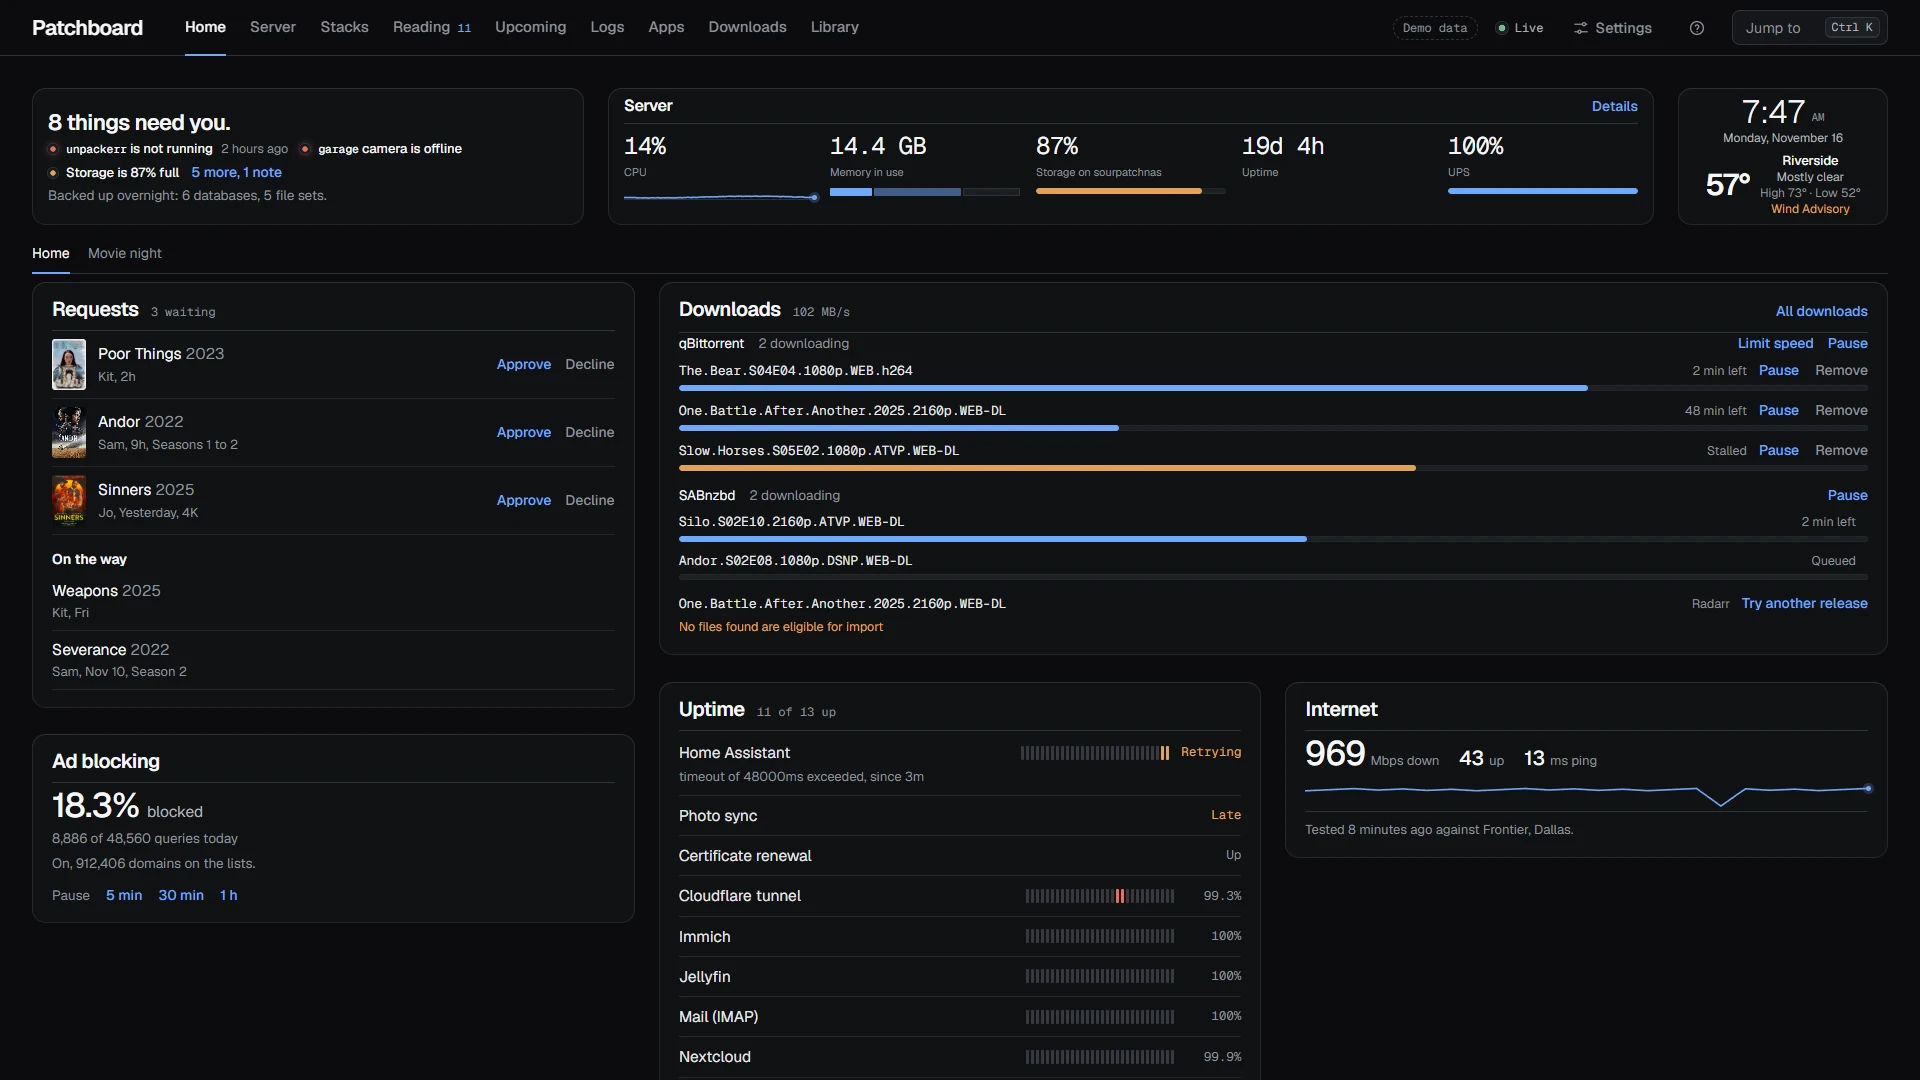 Patchboard
Home Server Stacks Reading 11 Upcoming Logs Apps Downloads Library
Demo data Live Settings Jump to Ctrl K
8 things need you.
unpackerr is not running 2 hours ago garage camera is offline
Storage is 87% full 5 more, 1 note
Backed up overnight: 6 databases, 5 file sets.
Server Details
14% 14.4 GB 87% 19d 4h 100%
CPU Memory in use Storage on sourpatchnas Uptime UPS
7:47 AM
Monday, November 16
57°
Riverside
Mostly clear
High 73° · Low 52°
Wind Advisory
Home Movie night
Requests 3 waiting
Poor Things 2023
Kit, 2h
Approve Decline
Andor 2022
Sam, 9h, Seasons 1 to 2
Approve Decline
SINNERS
Sinners 2025
Jo, Yesterday, 4K
Approve Decline
On the way
Weapons 2025
Kit, Fri
Severance 2022
Sam, Nov 10, Season 2
Ad blocking
18.3% blocked
8,886 of 48,560 queries today
On, 912,406 domains on the lists.
Pause 5 min 30 min 1 h
Downloads 102 MB/s All downloads
qBittorrent 2 downloading Limit speed Pause
The.Bear.S04E04.1080p.WEB.h264 2 min left Pause Remove
One.Battle.After.Another.2025.2160p.WEB-DL 48 min left Pause Remove
Slow.Horses.S05E02.1080p.ATVP.WEB-DL Stalled Pause Remove
SABnzbd 2 downloading Pause
Silo.S02E10.2160p.ATVP.WEB-DL 2 min left
Andor.S02E08.1080p.DSNP.WEB-DL Queued
One.Battle.After.Another.2025.2160p.WEB-DL Radarr Try another release
No files found are eligible for import
Uptime 11 of 13 up
Home Assistant Retrying
timeout of 48000ms exceeded, since 3m
Photo sync Late
Certificate renewal Up
Cloudflare tunnel 99.3%
Immich 100%
Jellyfin 100%
Mail (IMAP) 100%
Nextcloud 99.9%
Internet
969 Mbps down 43 up 13 ms ping
Tested 8 minutes ago against Frontier, Dallas.